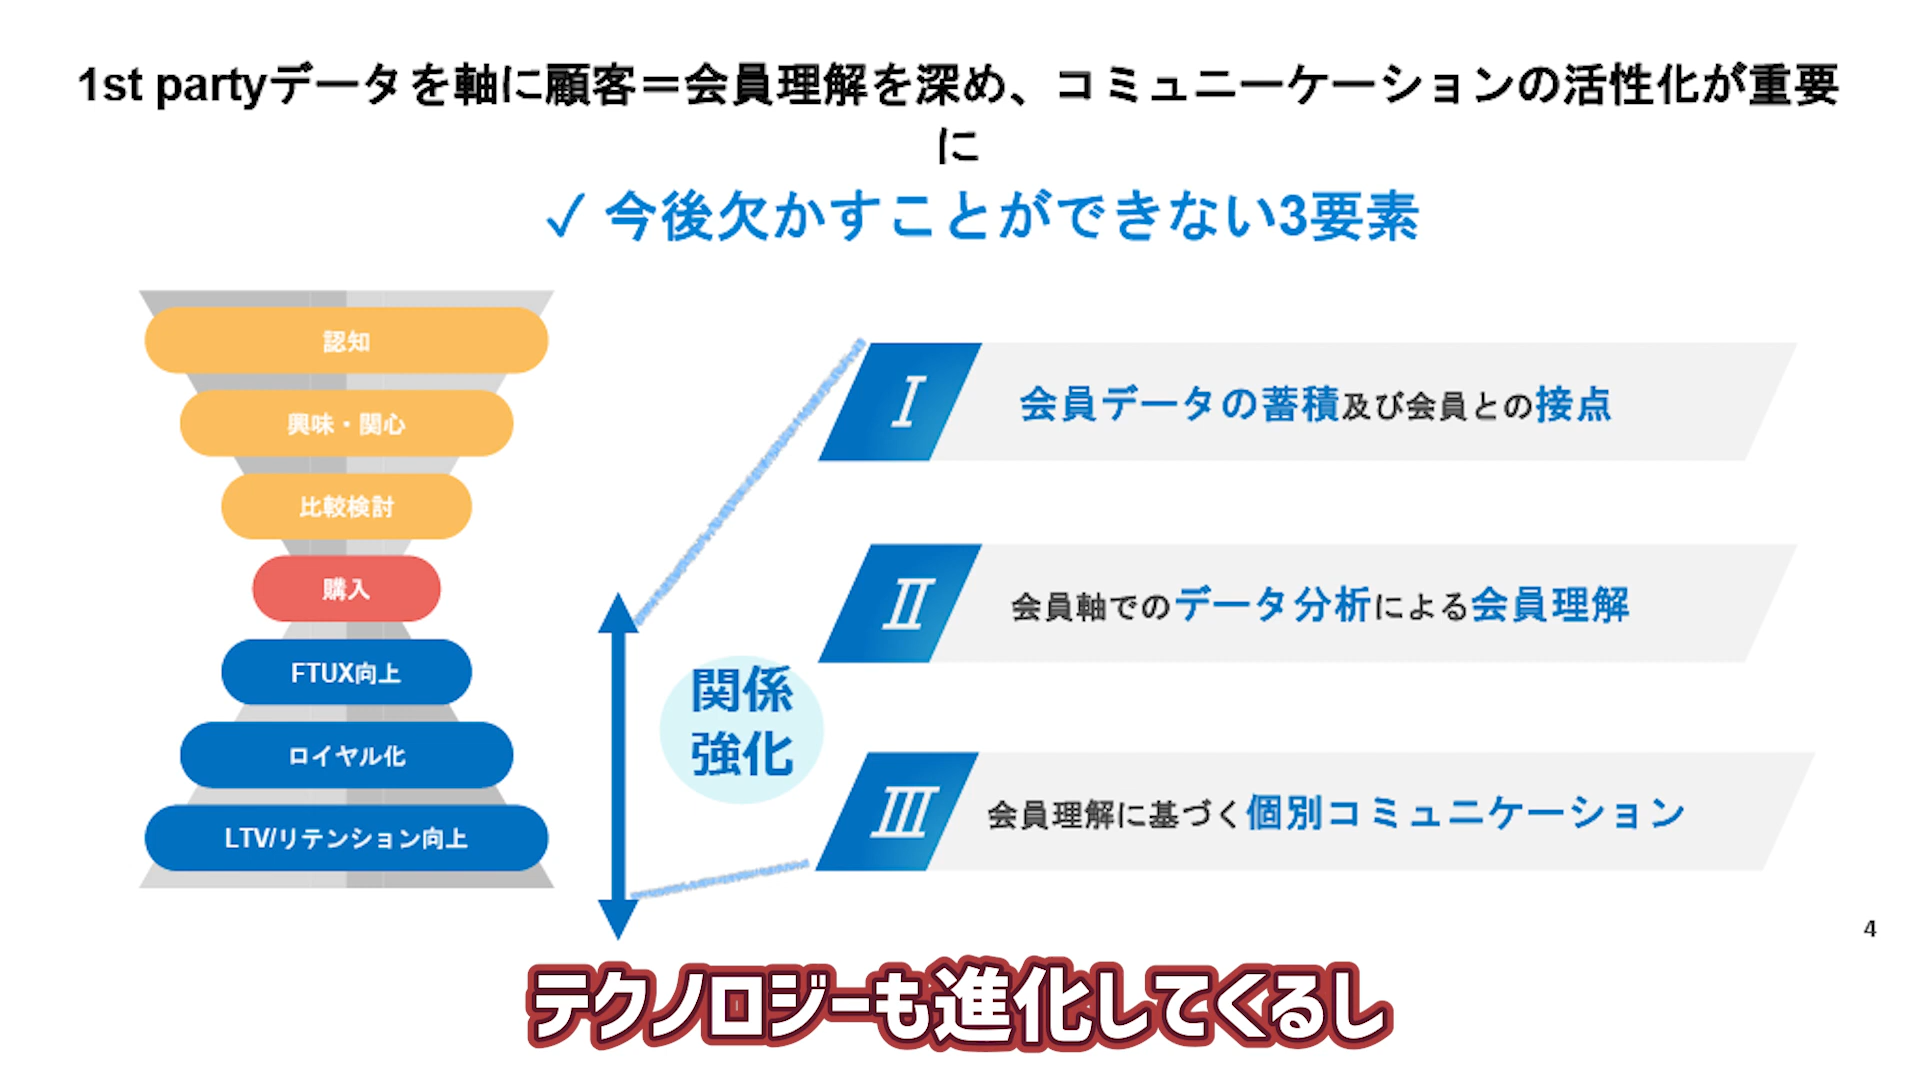 1st partyデータを軸に顧客＝会員理解を深め、コミュニーケーションの活性化が重要
に
✓ 今後欠かすことができない3要素
認知
興味・関心
比較検討
購入
FTUX向上
ロイヤル化
LTV/リテンション向上
関係
強化
I
会員データの蓄積及び会員との接点
II
会員軸でのデータ分析による会員理解
III
会員理解に基づく個別コミュニケーション
4
テクノロジーも進化してくるし